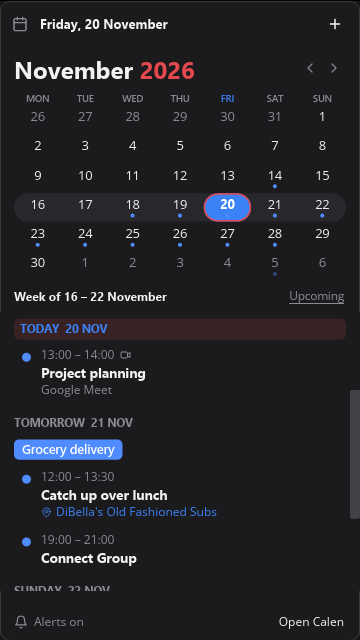 Friday, 20 November
November 2026
MON TUE WED THU FRI SAT SUN
26 27 28 29 30 31 1
2 3 4 5 6 7 8
9 10 11 12 13 14 15
16 17 18 19 20 21 22
23 24 25 26 27 28 29
30 1 2 3 4 5 6
Week of 16 – 22 November Upcoming
TODAY 20 NOV
13:00 – 14:00
Project planning
Google Meet
TOMORROW 21 NOV
Grocery delivery
12:00 – 13:30
Catch up over lunch
DiBella's Old Fashioned Subs
19:00 – 21:00
Connect Group
SUNDAY 22 NOV
Alerts on Open Calen